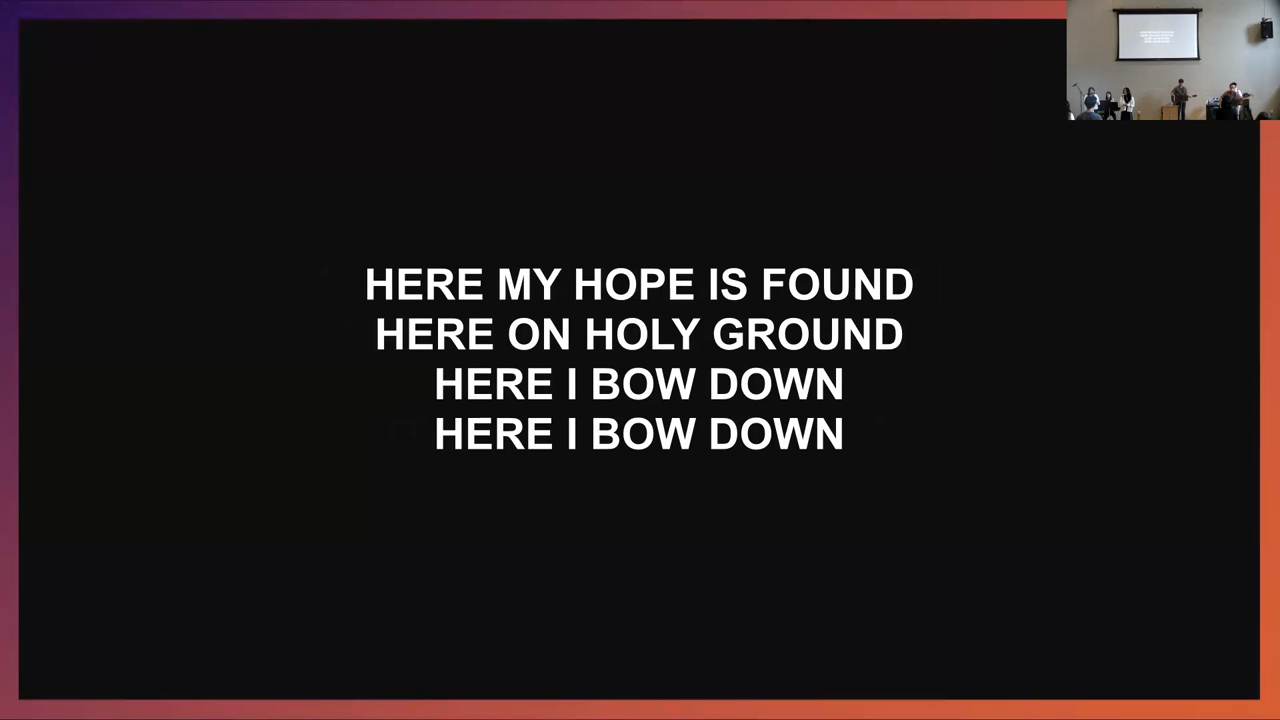 HERE MY HOPE IS FOUND
HERE ON HOLY GROUND
HERE I BOW DOWN
HERE I BOW DOWN